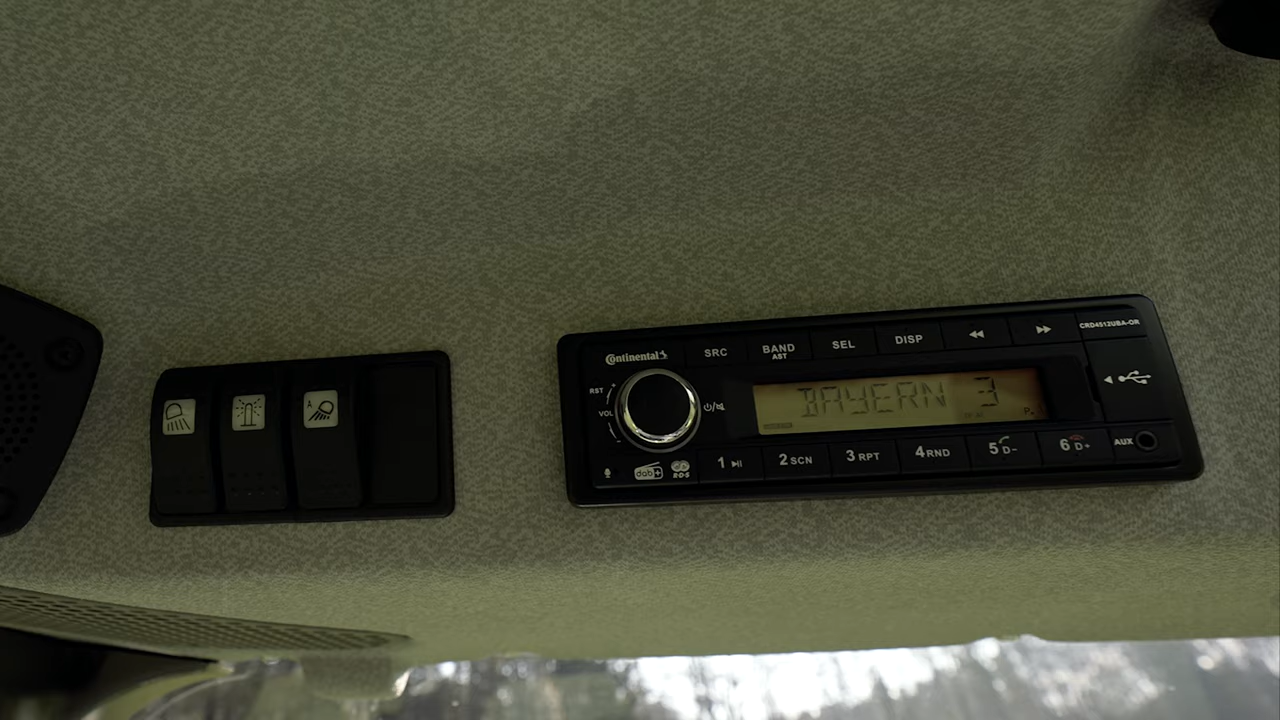 Continental
SRC
BAND
AST
SEL
DISP
CRD4512UBA-OR
RST
VOL
BAYERN 3
A
dab+
RDS
1
2 SCN
3 RPT
4 RND
5 D-
6 D+
AUX